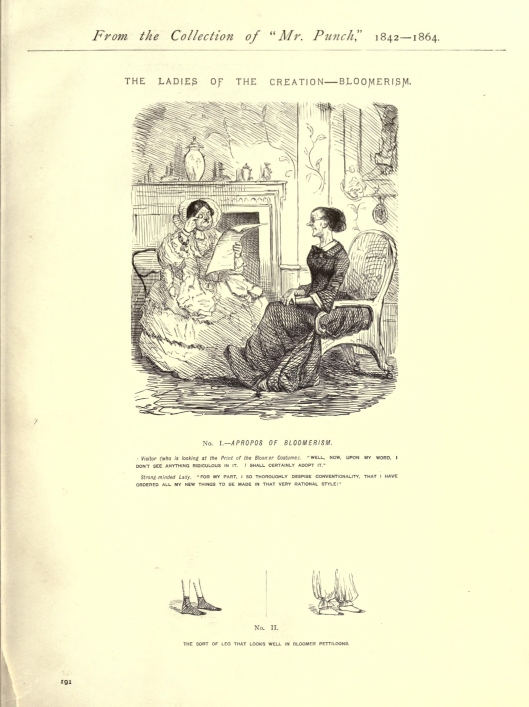 From the Collection of "Mr. Punch," 1842—1864.
THE LADIES OF THE CREATION—BLOOMERISM.
No. I.—APROPOS OF BLOOMERISM.
Visitor (who is looking at the Print of the Bloomer Costume). "WELL, NOW, UPON MY WORD, I
DON'T SEE ANYTHING RIDICULOUS IN IT. I SHALL CERTAINLY ADOPT IT."
Strong-minded Lady. "FOR MY PART, I SO THOROUGHLY DESPISE CONVENTIONALITY, THAT I HAVE
ORDERED ALL MY NEW THINGS TO BE MADE IN THAT VERY RATIONAL STYLE!"
No. II.
THE SORT OF LEG THAT LOOKS WELL IN BLOOMER PETTILOONS.
191